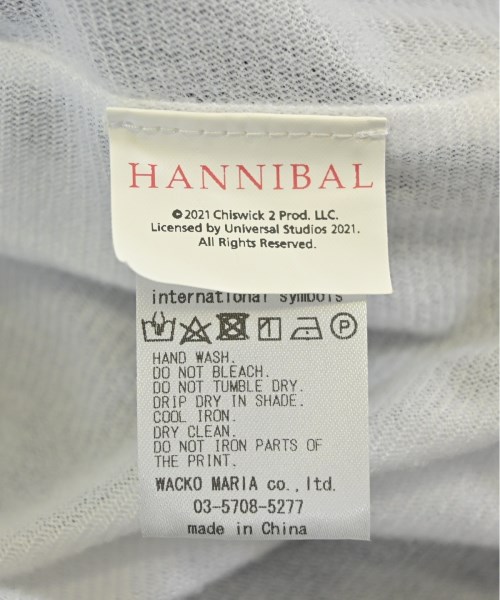 HANNIBAL
©2021 Chiswick 2 Prod. LLC.
Licensed by Universal Studios 2021.
All Rights Reserved.
international symbols
P
HAND WASH.
DO NOT BLEACH.
DO NOT TUMBLE DRY.
DRIP DRY IN SHADE.
COOL IRON.
DRY CLEAN.
DO NOT IRON PARTS OF
THE PRINT.
WACKO MARIA co.,ltd.
03-5708-5277
made in China